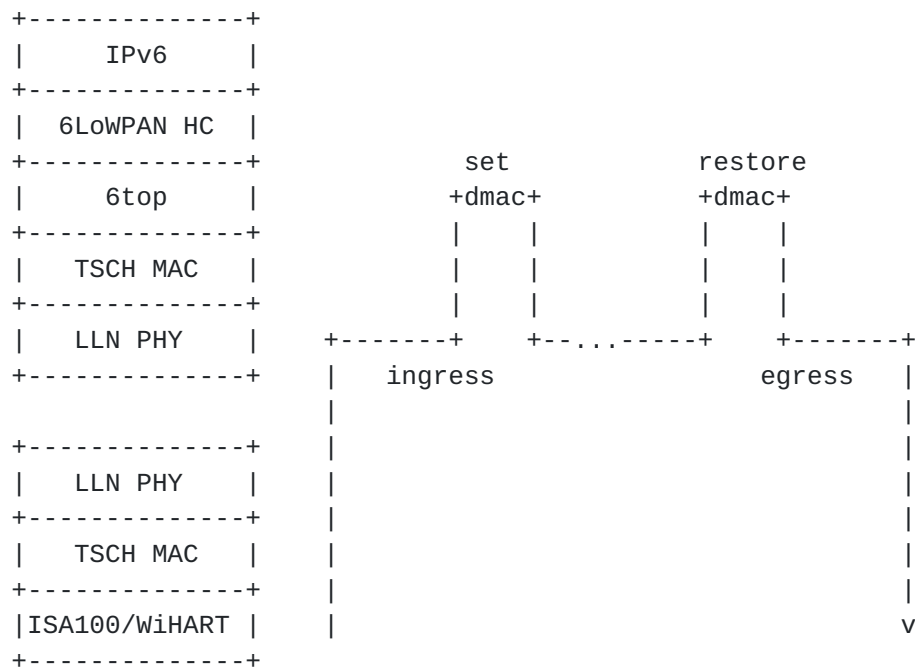 +--------------+
|     IPv6     |
+--------------+
|  6LoWPAN HC  |
+--------------+             set            restore
|     6top     |            +dmac+          +dmac+
+--------------+            |    |          |    |
|   TSCH MAC   |            |    |          |    |
+--------------+            |    |          |    |
|   LLN PHY    |    +-------+    +--...-----+    +-------+
+--------------+    |   ingress                 egress   |
                    |                                    |
+--------------+    |                                    |
|   LLN PHY    |    |                                    |
+--------------+    |                                    |
|   TSCH MAC   |    |                                    |
+--------------+    |                                    |
|ISA100/WiHART |    |                                    v
+--------------+